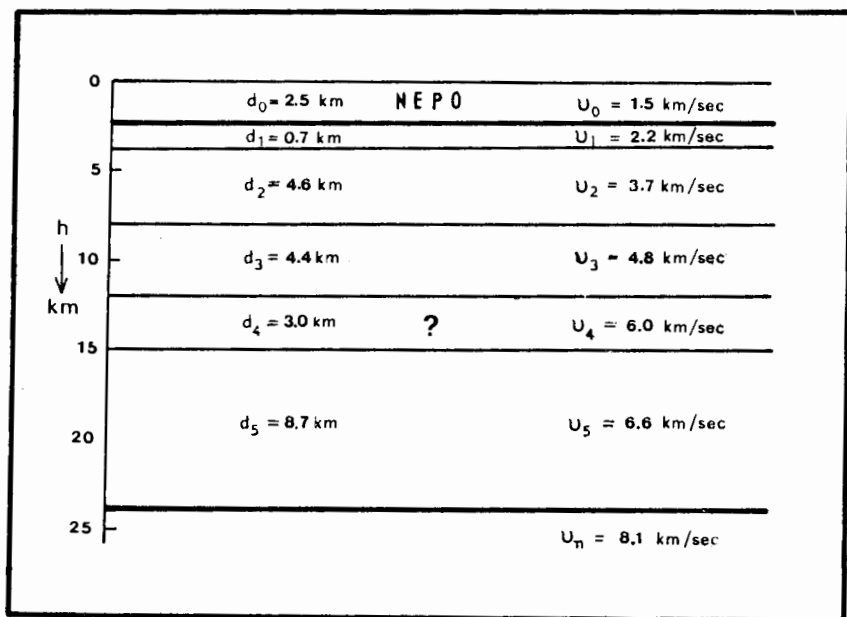 0
d₀= 2.5 km ΝΕΡΟ υ₀ = 1.5 km/sec
d₁= 0.7 km υ₁ = 2.2 km/sec
5
d₂= 4.6 km υ₂ = 3.7 km/sec
h
10 d₃= 4.4 km υ₃ - 4.8 km/sec
km
d₄ = 3.0 km ? υ₄ = 6.0 km/sec
15
d₅ = 8.7 km υ₅ = 6.6 km/sec
20
25
υₙ = 8.1 km/sec